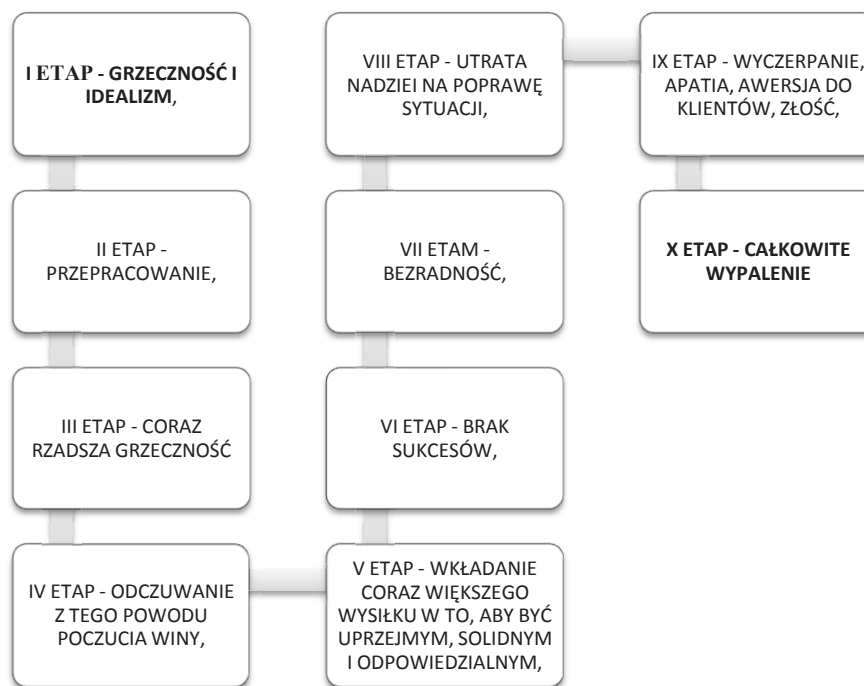 I ETAP - GRZECZNOŚĆ I
IDEALIZM,
II ETAP -
PRZEPRACOWANIE,
III ETAP - CORAZ
RZADSZA GRZECZNOŚĆ
IV ETAP - ODCZUWANIE
Z TEGO POWODU
POCZUCIA WINY,
V ETAP - WKŁADANIE
CORAZ WIĘKSZEGO
WYSIŁKU W TO, ABY BYĆ
UPRZEJMYM, SOLIDNYM
I ODPOWIEDZIALNYM,
VI ETAP - BRAK
SUKCESÓW,
VII ETAM -
BEZRADNOŚĆ,
VIII ETAP - UTRATA
NADZIEI NA POPRAWĘ
SYTUACJI,
IX ETAP - WYCZERPANIE,
APATIA, AWERSJA DO
KLIENTÓW, ZŁOŚĆ,
X ETAP - CAŁKOWITE
WYPALENIE